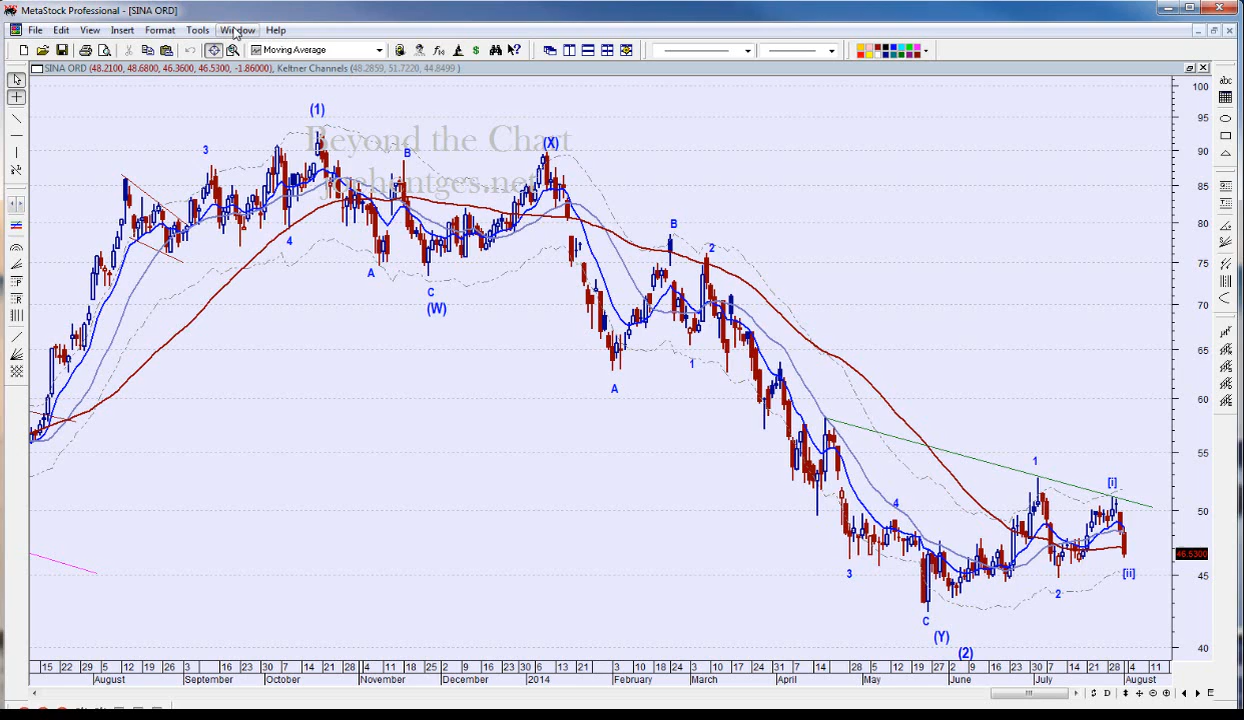 MetaStock Professional - [SINA ORD]
File Edit View Insert Format Tools Window Help
Moving Average
SINA ORD (48.2100, 48.6800, 46.3600, 46.5300, -1.86000), Keltner Channels (48.2859, 51.7220, 44.8499 )
abc
Beyond the Chart
(1)
(X)
3
B
4
A
C
(W)
B
2
1
A
1
[i]
4
3
2
[ii]
C
(Y)
(2)
100
95
90
85
80
75
70
65
60
55
50
46.5300
45
40
15 22 29 5 12 19 26 3 16 23 30 7 14 21 28 4 11 18 25 2 9 16 23 30 6 13 21 3 10 18 24 3 10 17 24 31 7 14 28 5 12 19 27 2 9 16 23 30 7 14 21 28 4 11
August September October November December 2014 February March April May June July August